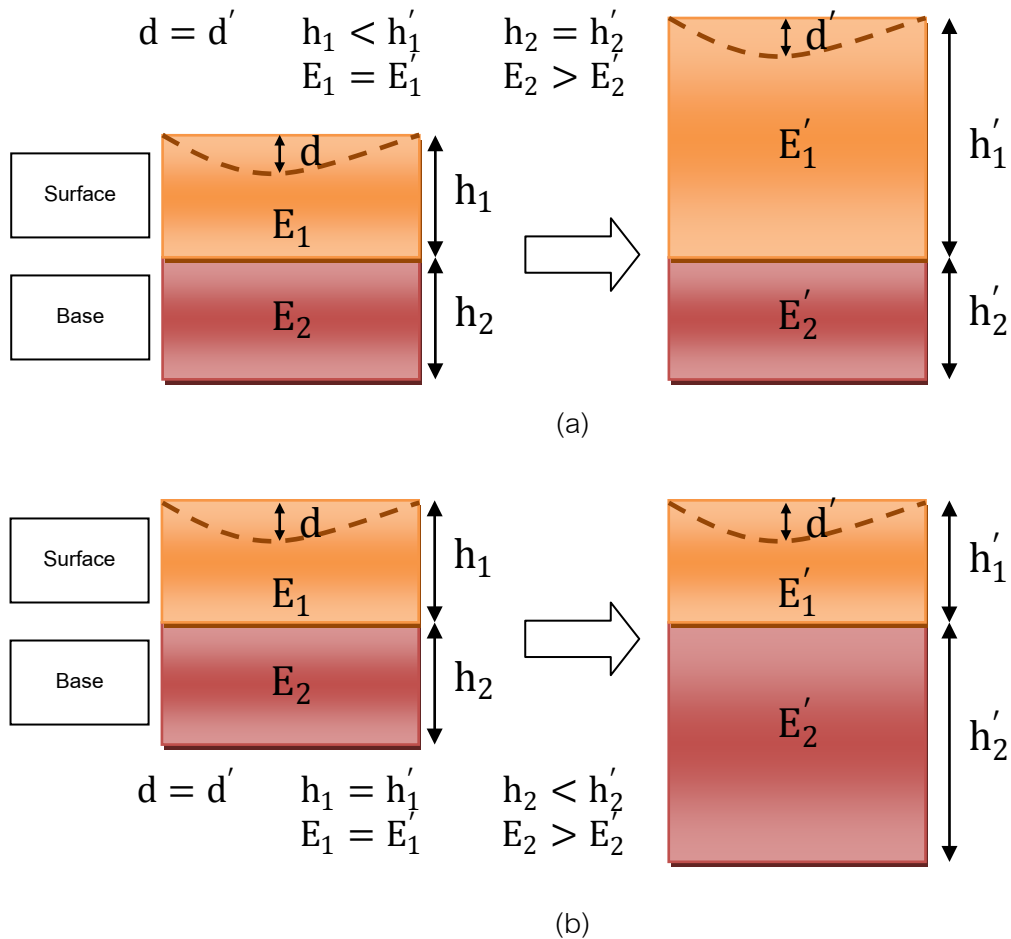 d = d′ h₁ < h₁′ h₂ = h₂′
E₁ = E₁′ E₂ > E₂′
d′
d
Surface
h₁
E₁
E₁′
h₁′
Base
E₂
h₂
E₂′
h₂′
(a)
d
d′
Surface
h₁
E₁
E₁′
h₁′
Base
E₂
h₂
E₂′
h₂′
d = d′ h₁ = h₁′ h₂ < h₂′
E₁ = E₁′ E₂ > E₂′
(b)